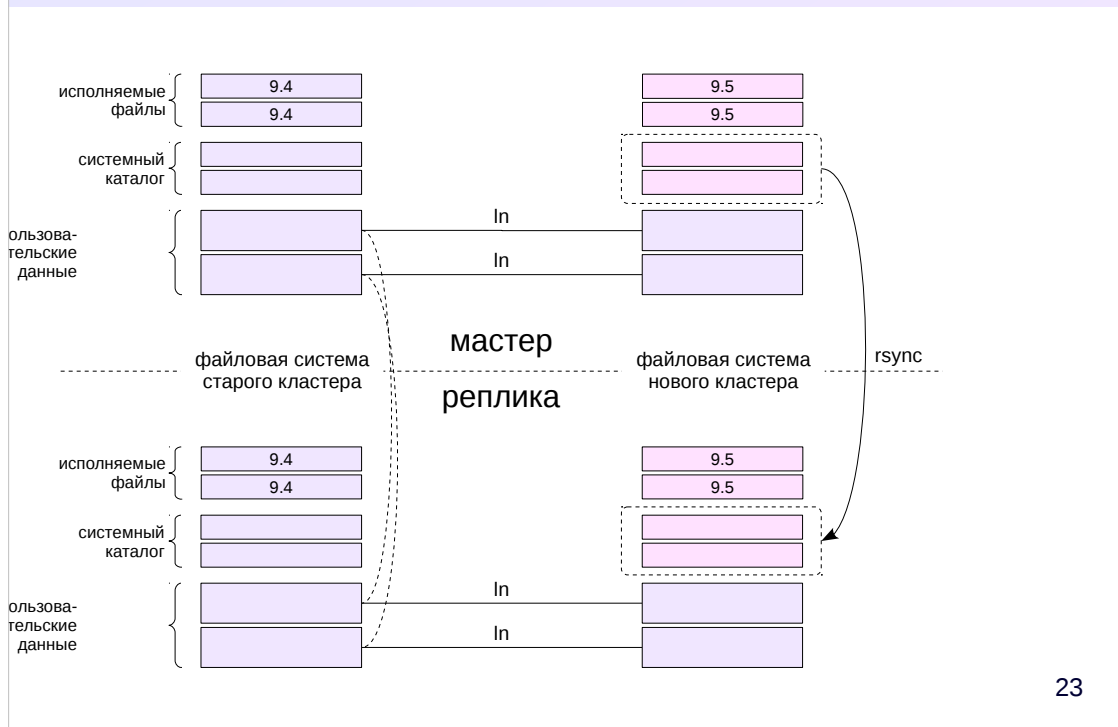 исполняемые
файлы
9.4
9.4
9.5
9.5
системный
каталог
ользова-
тельские
данные
ln
ln
мастер
файловая система
старого кластера
файловая система
нового кластера
rsync
реплика
исполняемые
файлы
9.4
9.4
9.5
9.5
системный
каталог
ользова-
тельские
данные
ln
ln
23